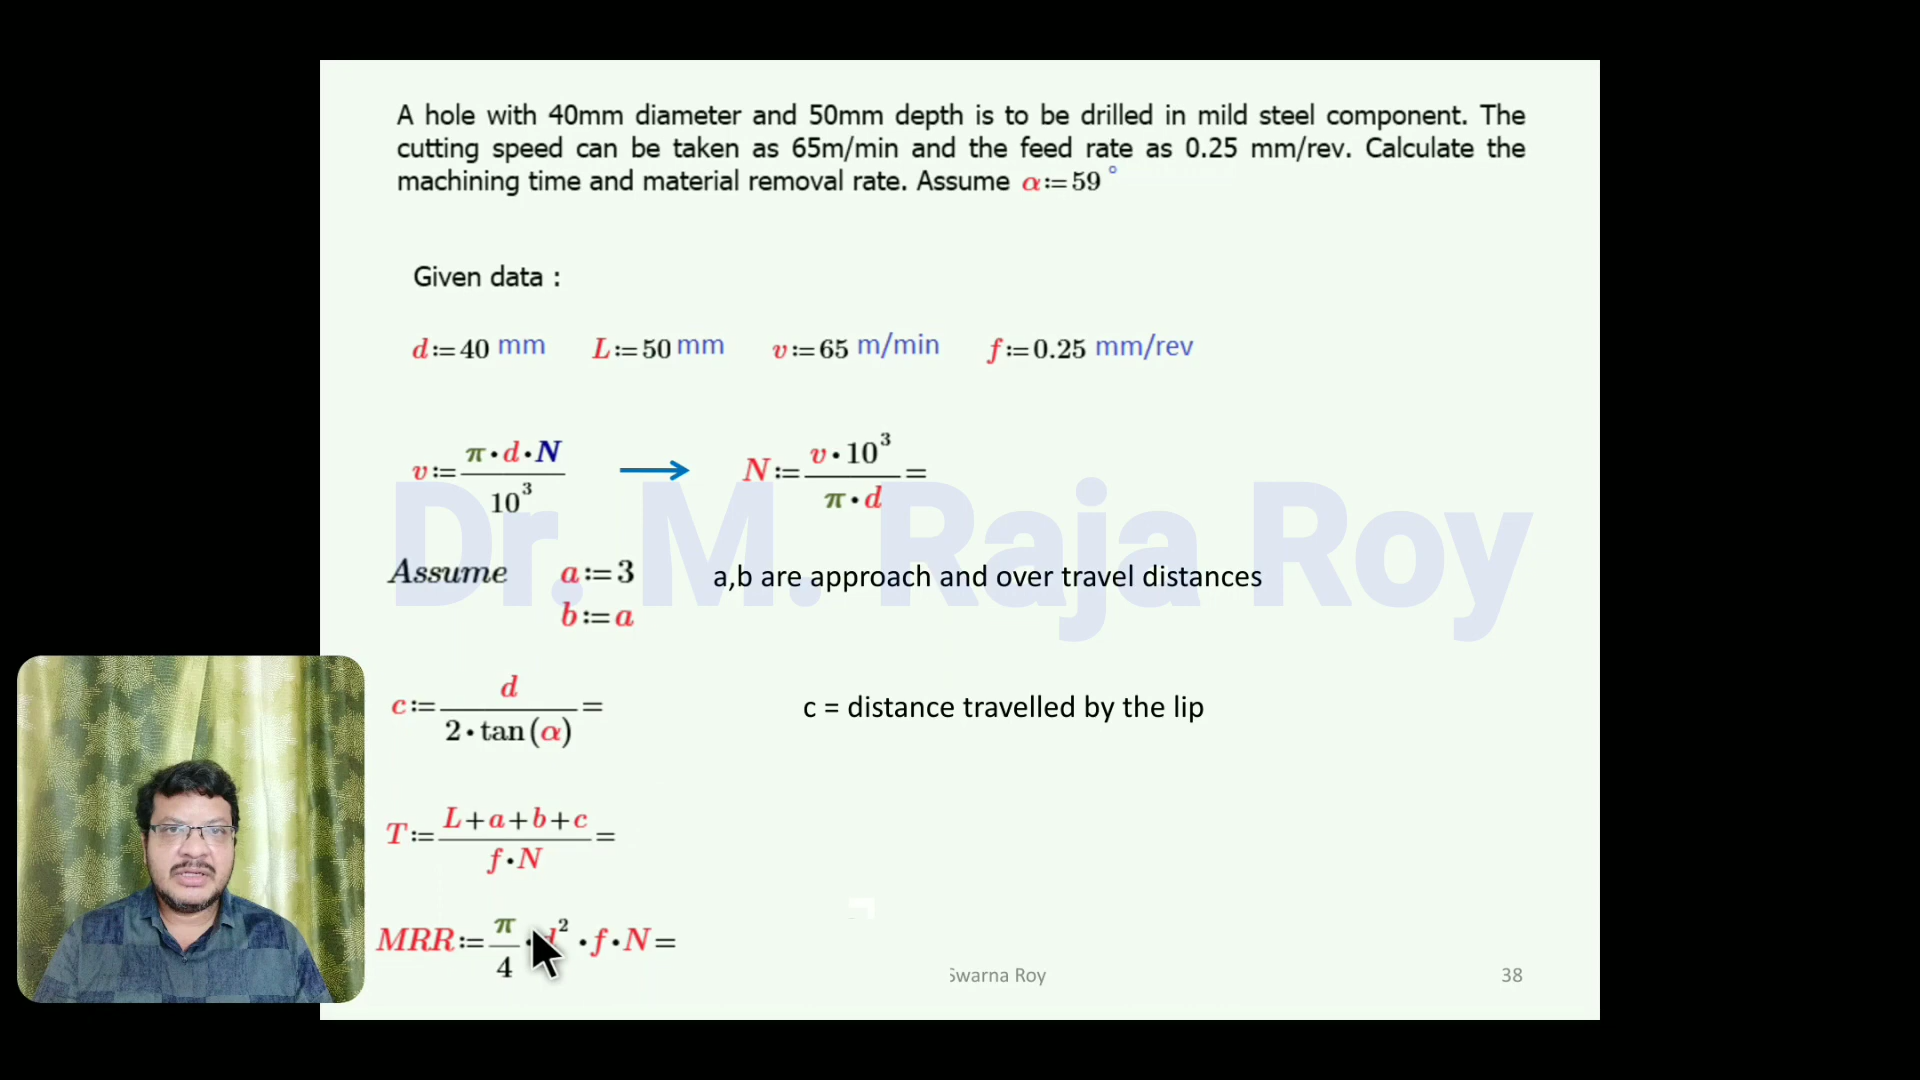 A hole with 40mm diameter and 50mm depth is to be drilled in mild steel component. The
cutting speed can be taken as 65m/min and the feed rate as 0.25 mm/rev. Calculate the
machining time and material removal rate. Assume α:=59°
Given data :
d:=40 mm L:=50 mm v:=65 m/min f:=0.25 mm/rev
v:= π·d·N / 10³ → N:= v·10³ / π·d =
Dr. M. Raja Roy
Assume a:=3 a,b are approach and over travel distances
b:=a
c:= d / 2·tan(α) = c = distance travelled by the lip
T:= L+a+b+c / f·N =
MRR:= π / 4 ·d² ·f·N=
Swarna Roy 38